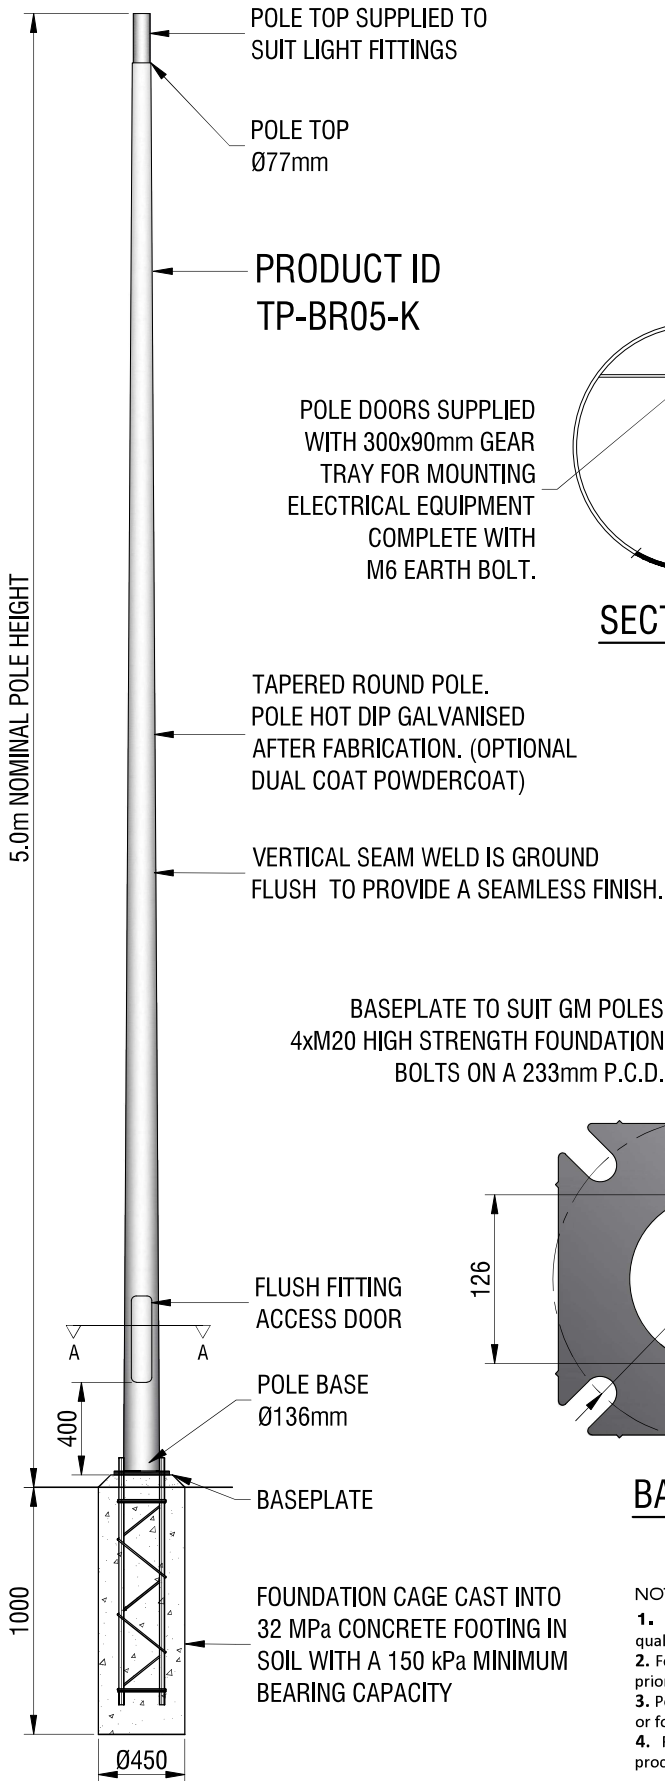 POLE TOP SUPPLIED TO
SUIT LIGHT FITTINGS
POLE TOP
Ø77mm
PRODUCT ID
TP-BR05-K
POLE DOORS SUPPLIED
WITH 300x90mm GEAR
TRAY FOR MOUNTING
ELECTRICAL EQUIPMENT
COMPLETE WITH
M6 EARTH BOLT.
5.0m NOMINAL POLE HEIGHT
TAPERED ROUND POLE.
POLE HOT DIP GALVANISED
AFTER FABRICATION. (OPTIONAL
DUAL COAT POWDERCOAT)
VERTICAL SEAM WELD IS GROUND
FLUSH TO PROVIDE A SEAMLESS FINISH.
BASEPLATE TO SUIT GM POLES
4xM20 HIGH STRENGTH FOUNDATION
BOLTS ON A 233mm P.C.D.
126
FLUSH FITTING
ACCESS DOOR
A A
POLE BASE
Ø136mm
400
BASEPLATE
1000
FOUNDATION CAGE CAST INTO
32 MPa CONCRETE FOOTING IN
SOIL WITH A 150 kPa MINIMUM
BEARING CAPACITY
Ø450
1.
2.
3.
or
4.